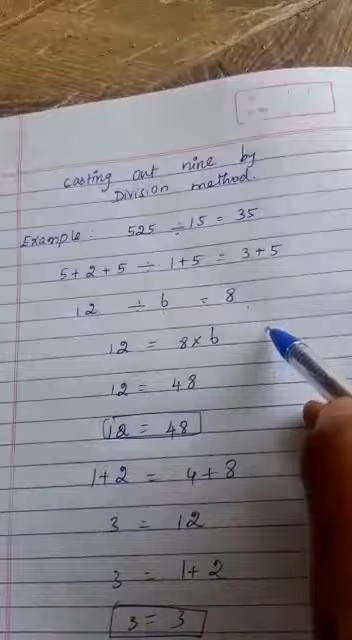 Casting out nine by
Division method.
Example: 525 ÷ 15 = 35
5+2+5 ÷ 1+5 = 3+5
12 ÷ 6 = 8
12 = 8×6
12 = 48
12 = 48
1+2 = 4+8
3 = 12
3 = 1+2
3 = 3